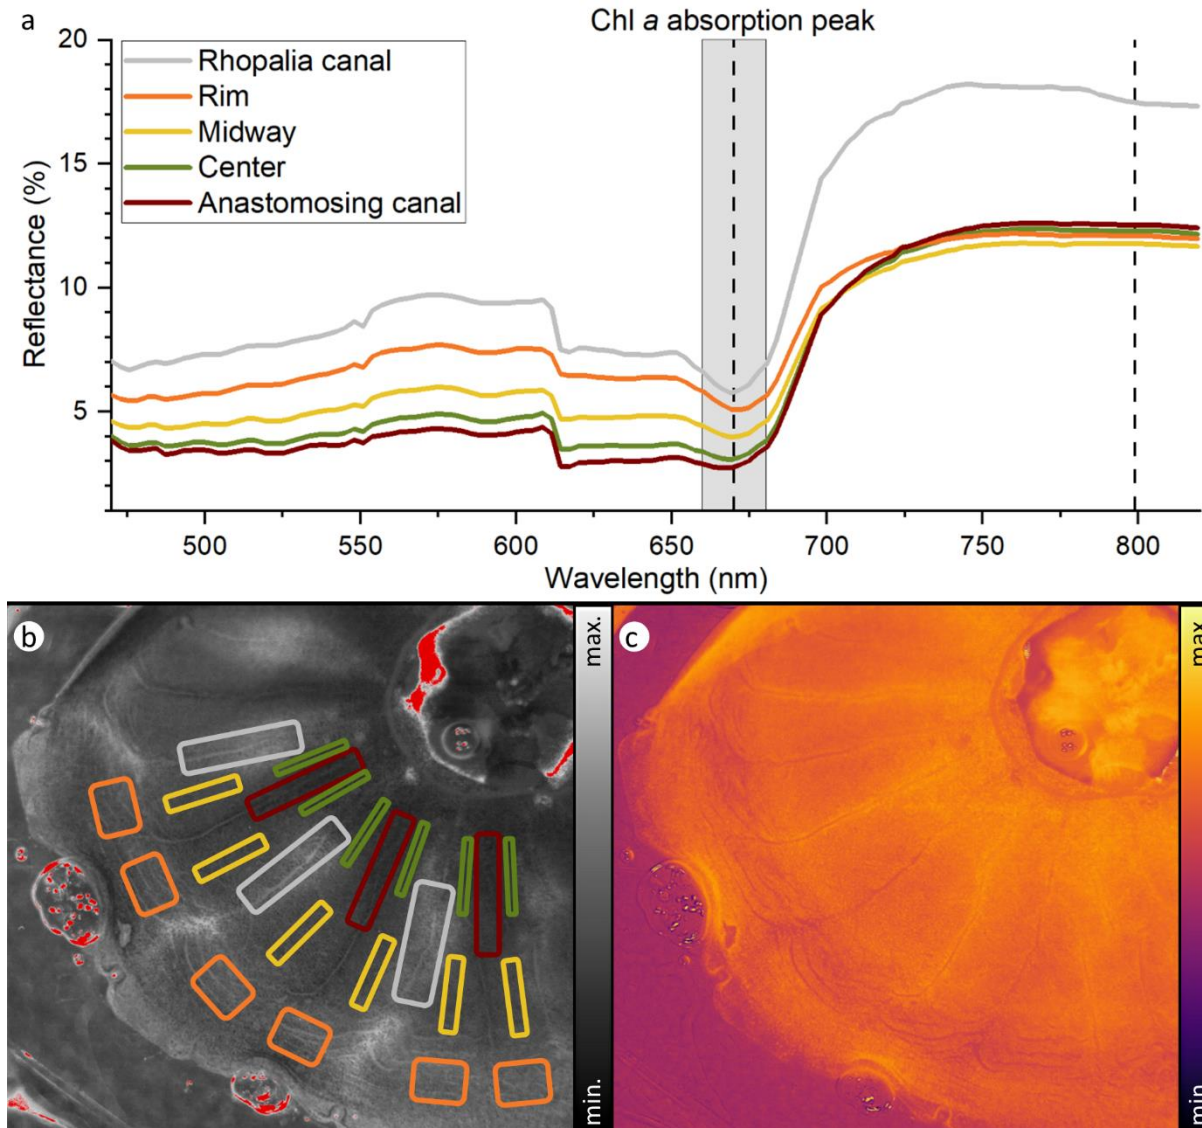 a
Chl a absorption peak
20
15
10
5
Reflectance (%)
Rhopalia canal
Rim
Midway
Center
Anastomosing canal
500 550 600 650 700 750 800
Wavelength (nm)
b
max.
min.
c
max.
min.